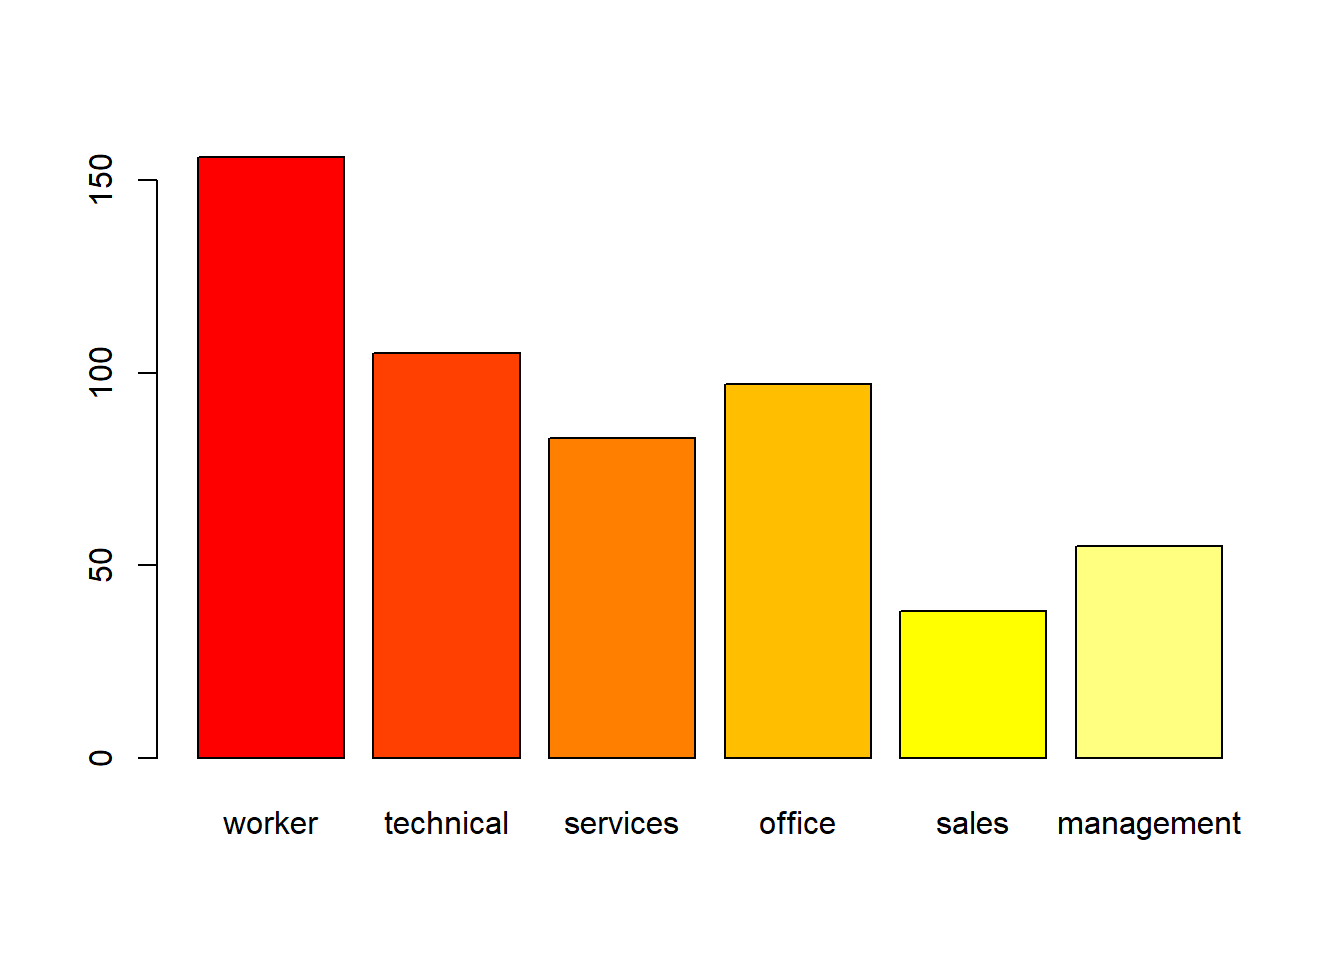 150
100
50
0
worker technical services office sales management